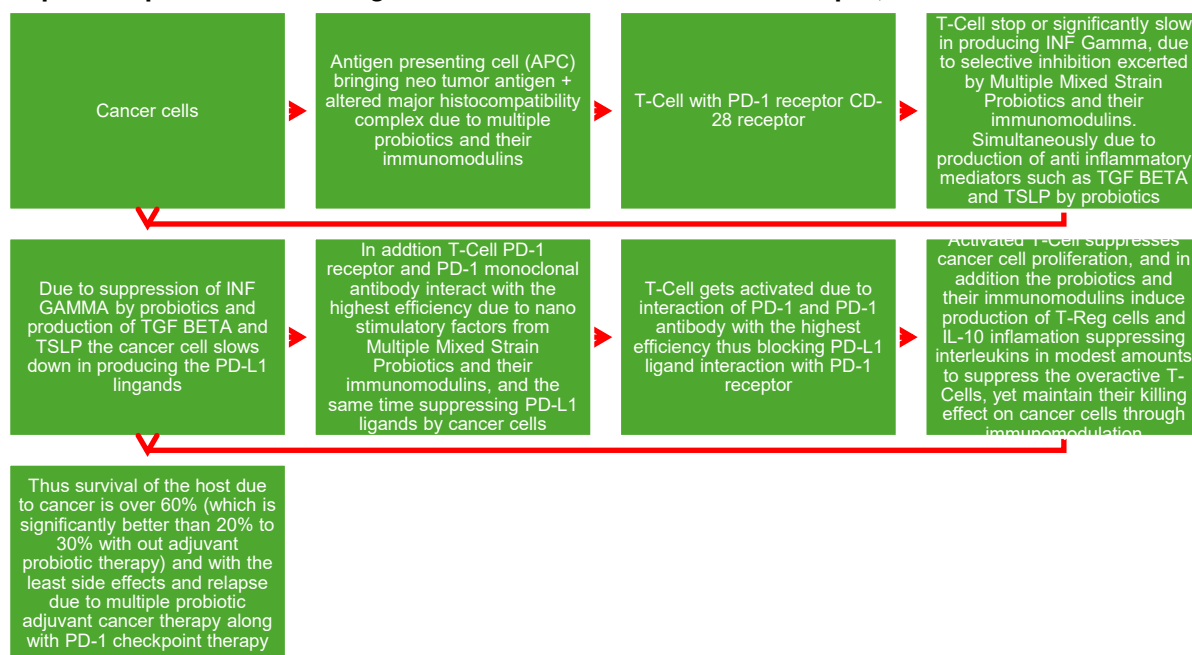 Cancer cells
Antigen presenting cell (APC)
bringing neo tumor antigen +
altered major histocompatibility
complex due to multiple
probiotics and their
immunomodulins
T-Cell with PD-1 receptor CD-
28 receptor
T-Cell stop or significantly slow
in producing INF Gamma, due
to selective inhibition excerted
by Multiple Mixed Strain
Probiotics and their
immunomodulins.
Simultaneously due to
production of anti inflammatory
mediators such as TGF BETA
and TSLP by probiotics
Due to suppression of INF
GAMMA by probiotics and
production of TGF BETA and
TSLP the cancer cell slows
down in producing the PD-L1
lingands
In addtion T-Cell PD-1
receptor and PD-1 monoclonal
antibody interact with the
highest efficiency due to nano
stimulatory factors from
Multiple Mixed Strain
Probiotics and their
immunomodulins, and the
same time suppressing PD-L1
ligands by cancer cells
T-Cell gets activated due to
interaction of PD-1 and PD-1
antibody with the highest
efficiency thus blocking PD-L1
ligand interaction with PD-1
receptor
Activated T-Cell suppresses
cancer cell proliferation, and in
addition the probiotics and
their immunomodulins induce
production of T-Reg cells and
IL-10 inflamation suppressing
interleukins in modest amounts
to suppress the overactive T-
Cells, yet maintain their killing
effect on cancer cells through
immunomodulation
Thus survival of the host due
to cancer is over 60% (which is
significantly better than 20% to
30% with out adjuvant
probiotic therapy) and with the
least side effects and relapse
due to multiple probiotic
adjuvant cancer therapy along
with PD-1 checkpoint therapy